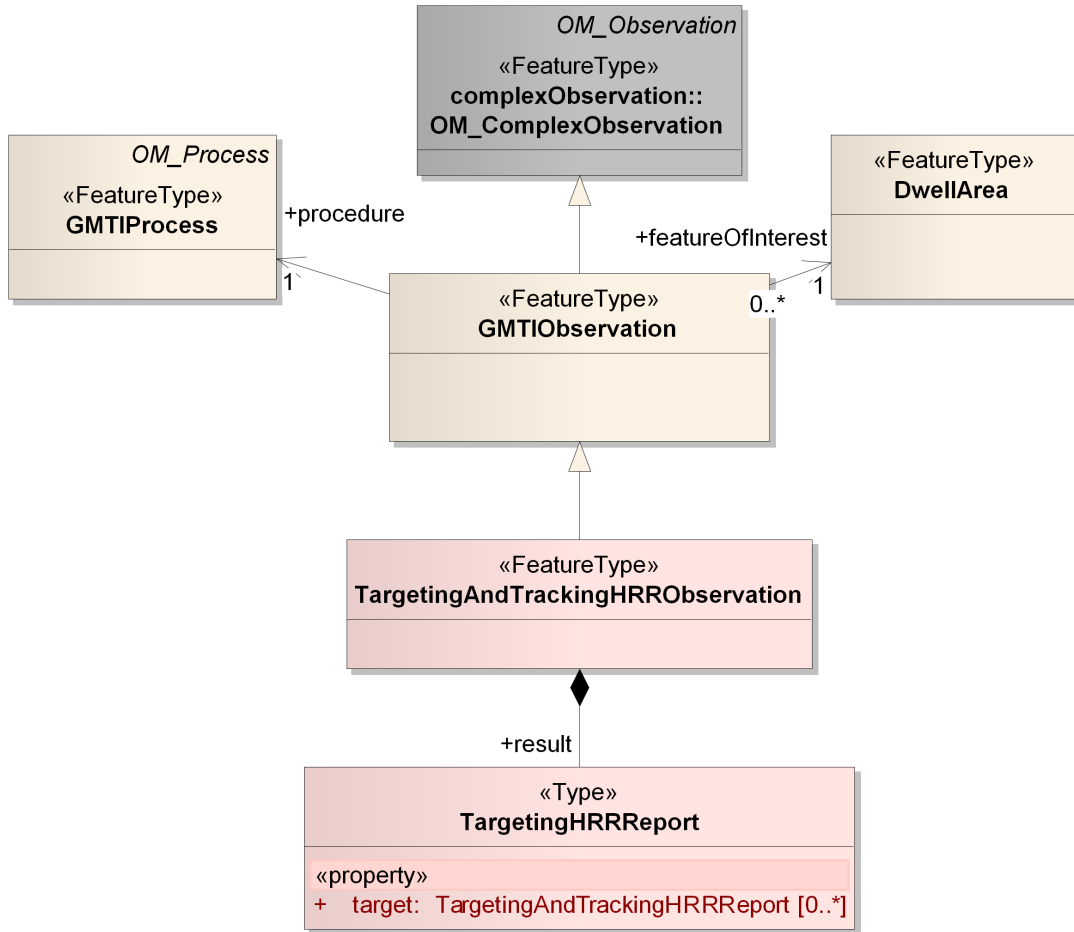 OM_Observation
«FeatureType»
complexObservation::
OM_ComplexObservation
OM_Process
«FeatureType»
GMTIProcess
+procedure
1
«FeatureType»
DwellArea
+featureOfInterest
1
0..*
«FeatureType»
GMTIObservation
«FeatureType»
TargetingAndTrackingHRRObservation
+result
«Type»
TargetingHRRReport
«property»
+ target: TargetingAndTrackingHRRReport [0..*]